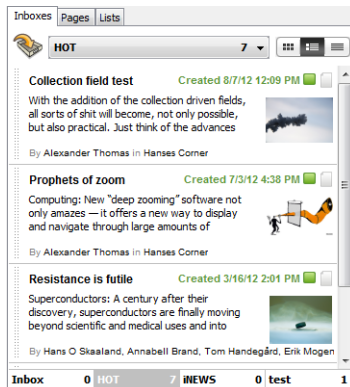 Inboxes Pages Lists
HOT 7
Collection field test Created 8/7/12 12:09 PM
With the addition of the collection driven fields,
all sorts of shit will become, not only possible,
but also practical. Just think of the advances
By Alexander Thomas in Hanses Corner
Prophets of zoom Created 7/3/12 4:38 PM
Computing: New “deep zooming” software not
only amazes — it offers a new way to display
and navigate through large amounts of
By Alexander Thomas in Hanses Corner
Resistance is futile Created 3/16/12 2:01 PM
Superconductors: A century after their
discovery, superconductors are finally moving
beyond scientific and medical uses and into
By Hans O Skaaland, Annabell Brand, Tom Handegård, Erik Mogen
Inbox 0 HOT 7 iNEWS 0 test 1